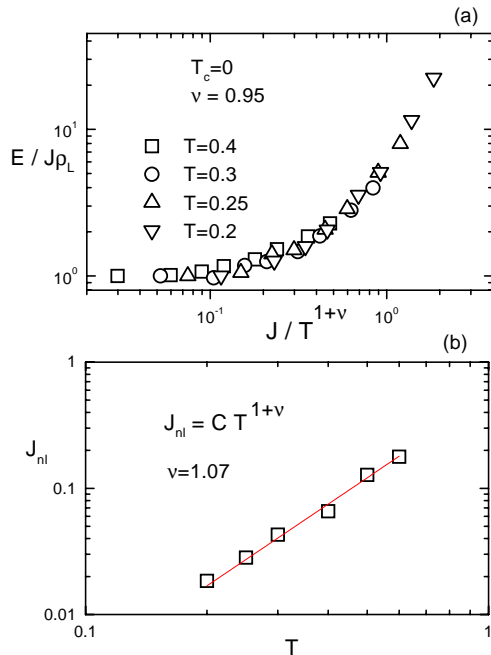 (a)
T_c=0
ν = 0.95
T=0.4
T=0.3
T=0.25
T=0.2
E / Jρ_L
10^1
10^0
10^-1
10^0
J / T^1+ν
(b)
J_nl = C T^1+ν
ν=1.07
J_nl
1
0.1
0.01
0.1
1
T